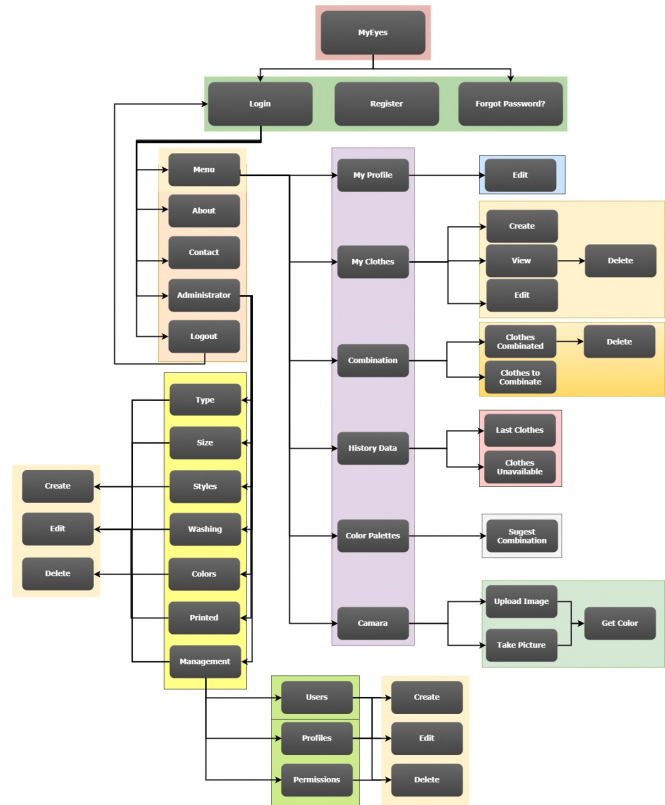 MyEyes
Login
Register
Forgot Password?
Menu
My Profile
Edit
About
Create
Contact
My Clothes
View
Delete
Administrator
Edit
Logout
Clothes
Combinated
Delete
Combination
Clothes to
Combinate
Type
Last Clothes
Size
History Data
Clothes
Unavailable
Create
Styles
Edit
Washing
Color Palettes
Sugest
Combination
Delete
Colors
Upload Image
Printed
Camara
Get Color
Take Picture
Management
Users
Create
Profiles
Edit
Permissions
Delete